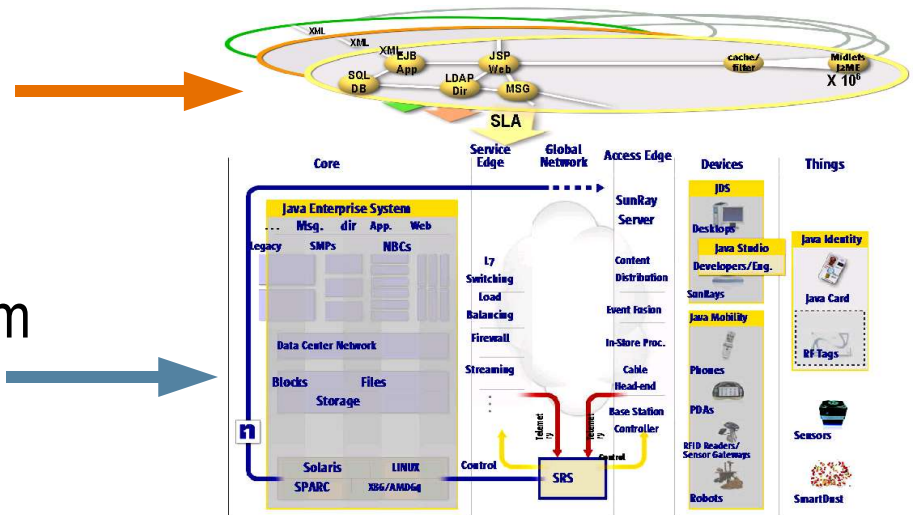 XML
XML
XML
EJB
App
JSP
Web
cache/
filter
Midlets
J2ME
X 10⁶
SQL
DB
LDAP
Dir
MSG
SLA
Core
Service
Edge
Global
Network
Access Edge
Devices
Things
Java Enterprise System
... Msg. dir App. Web
Legacy SMPs NBCs
Data Center Network
Blocks Files
Storage
n
Solaris LINUX
SPARC X86/AMD64
m
L7
Switching
Load
Balancing
Firewall
Streaming
Telemet
ry
Telemet
ry
Control
Control
SRS
SunRay
Server
Content
Distribution
Event Fusion
In-Store Proc.
Cable
Head-end
Base Station
Controller
JDS
Desktops
Java Studio
Developers/Eng.
SunRays
Java Mobility
Phones
PDAs
RFID Readers/
Sensor Gateways
Robots
Java Identity
Java Card
RF Tags
Sensors
SmartDust